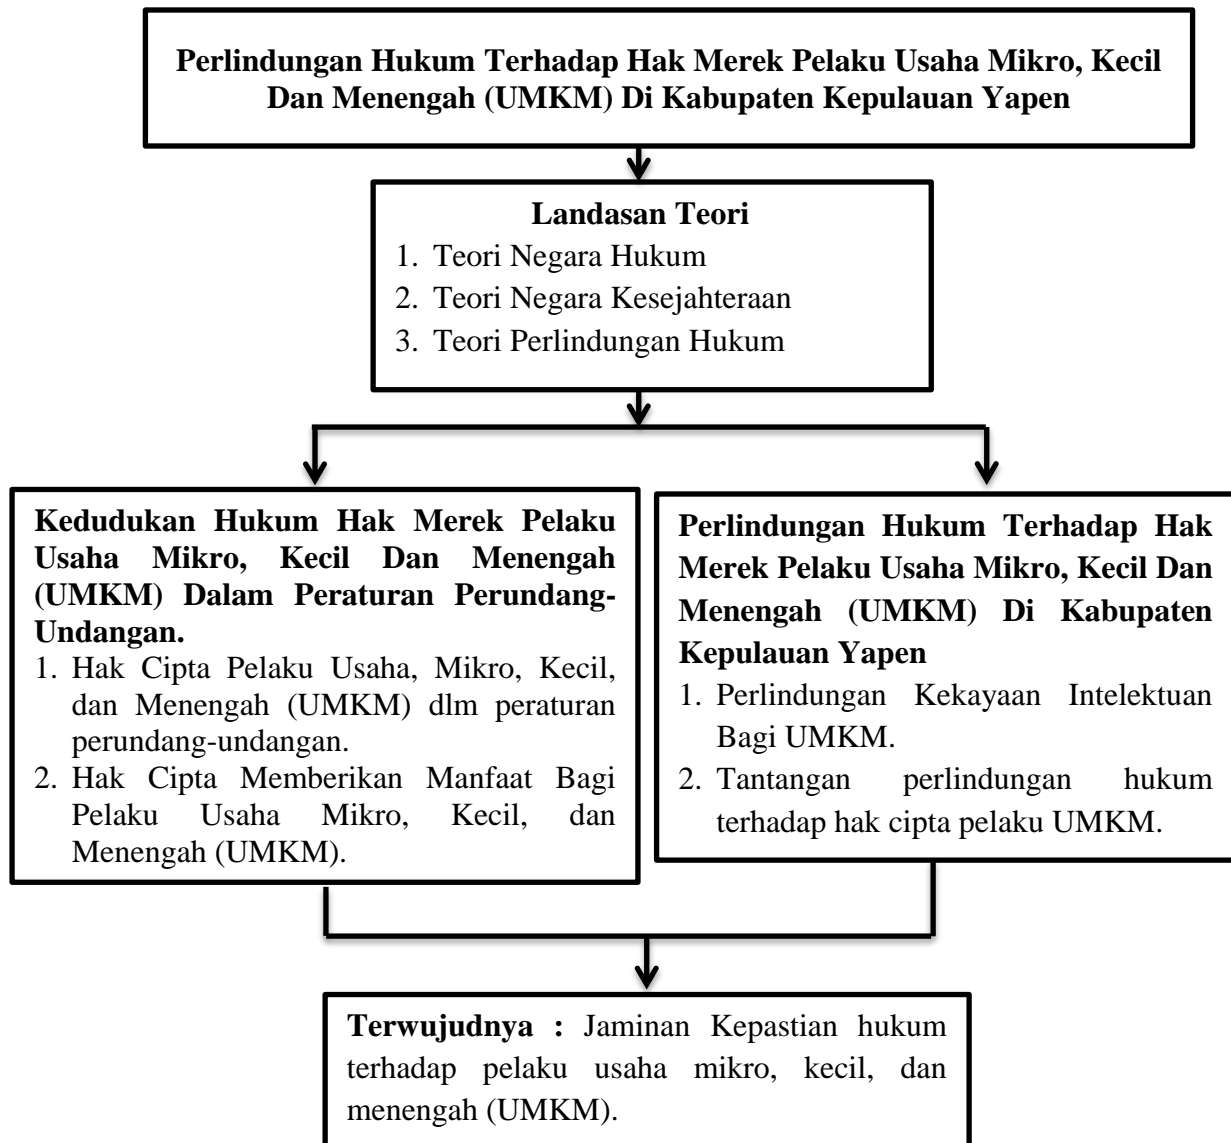 Perlindungan Hukum Terhadap Hak Merek Pelaku Usaha Mikro, Kecil
Dan Menengah (UMKM) Di Kabupaten Kepulauan Yapen
Landasan Teori
1. Teori Negara Hukum
2. Teori Negara Kesejahteraan
3. Teori Perlindungan Hukum
Kedudukan Hukum Hak Merek Pelaku
Usaha Mikro, Kecil Dan Menengah
(UMKM) Dalam Peraturan Perundang-
Undangan.
1. Hak Cipta Pelaku Usaha, Mikro, Kecil,
dan Menengah (UMKM) dlm peraturan
perundang-undangan.
2. Hak Cipta Memberikan Manfaat Bagi
Pelaku Usaha Mikro, Kecil, dan
Menengah (UMKM).
Perlindungan Hukum Terhadap Hak
Merek Pelaku Usaha Mikro, Kecil Dan
Menengah (UMKM) Di Kabupaten
Kepulauan Yapen
1. Perlindungan Kekayaan Intelektuan
Bagi UMKM.
2. Tantangan perlindungan hukum
terhadap hak cipta pelaku UMKM.
Terwujudnya : Jaminan Kepastian hukum
terhadap pelaku usaha mikro, kecil, dan
menengah (UMKM).